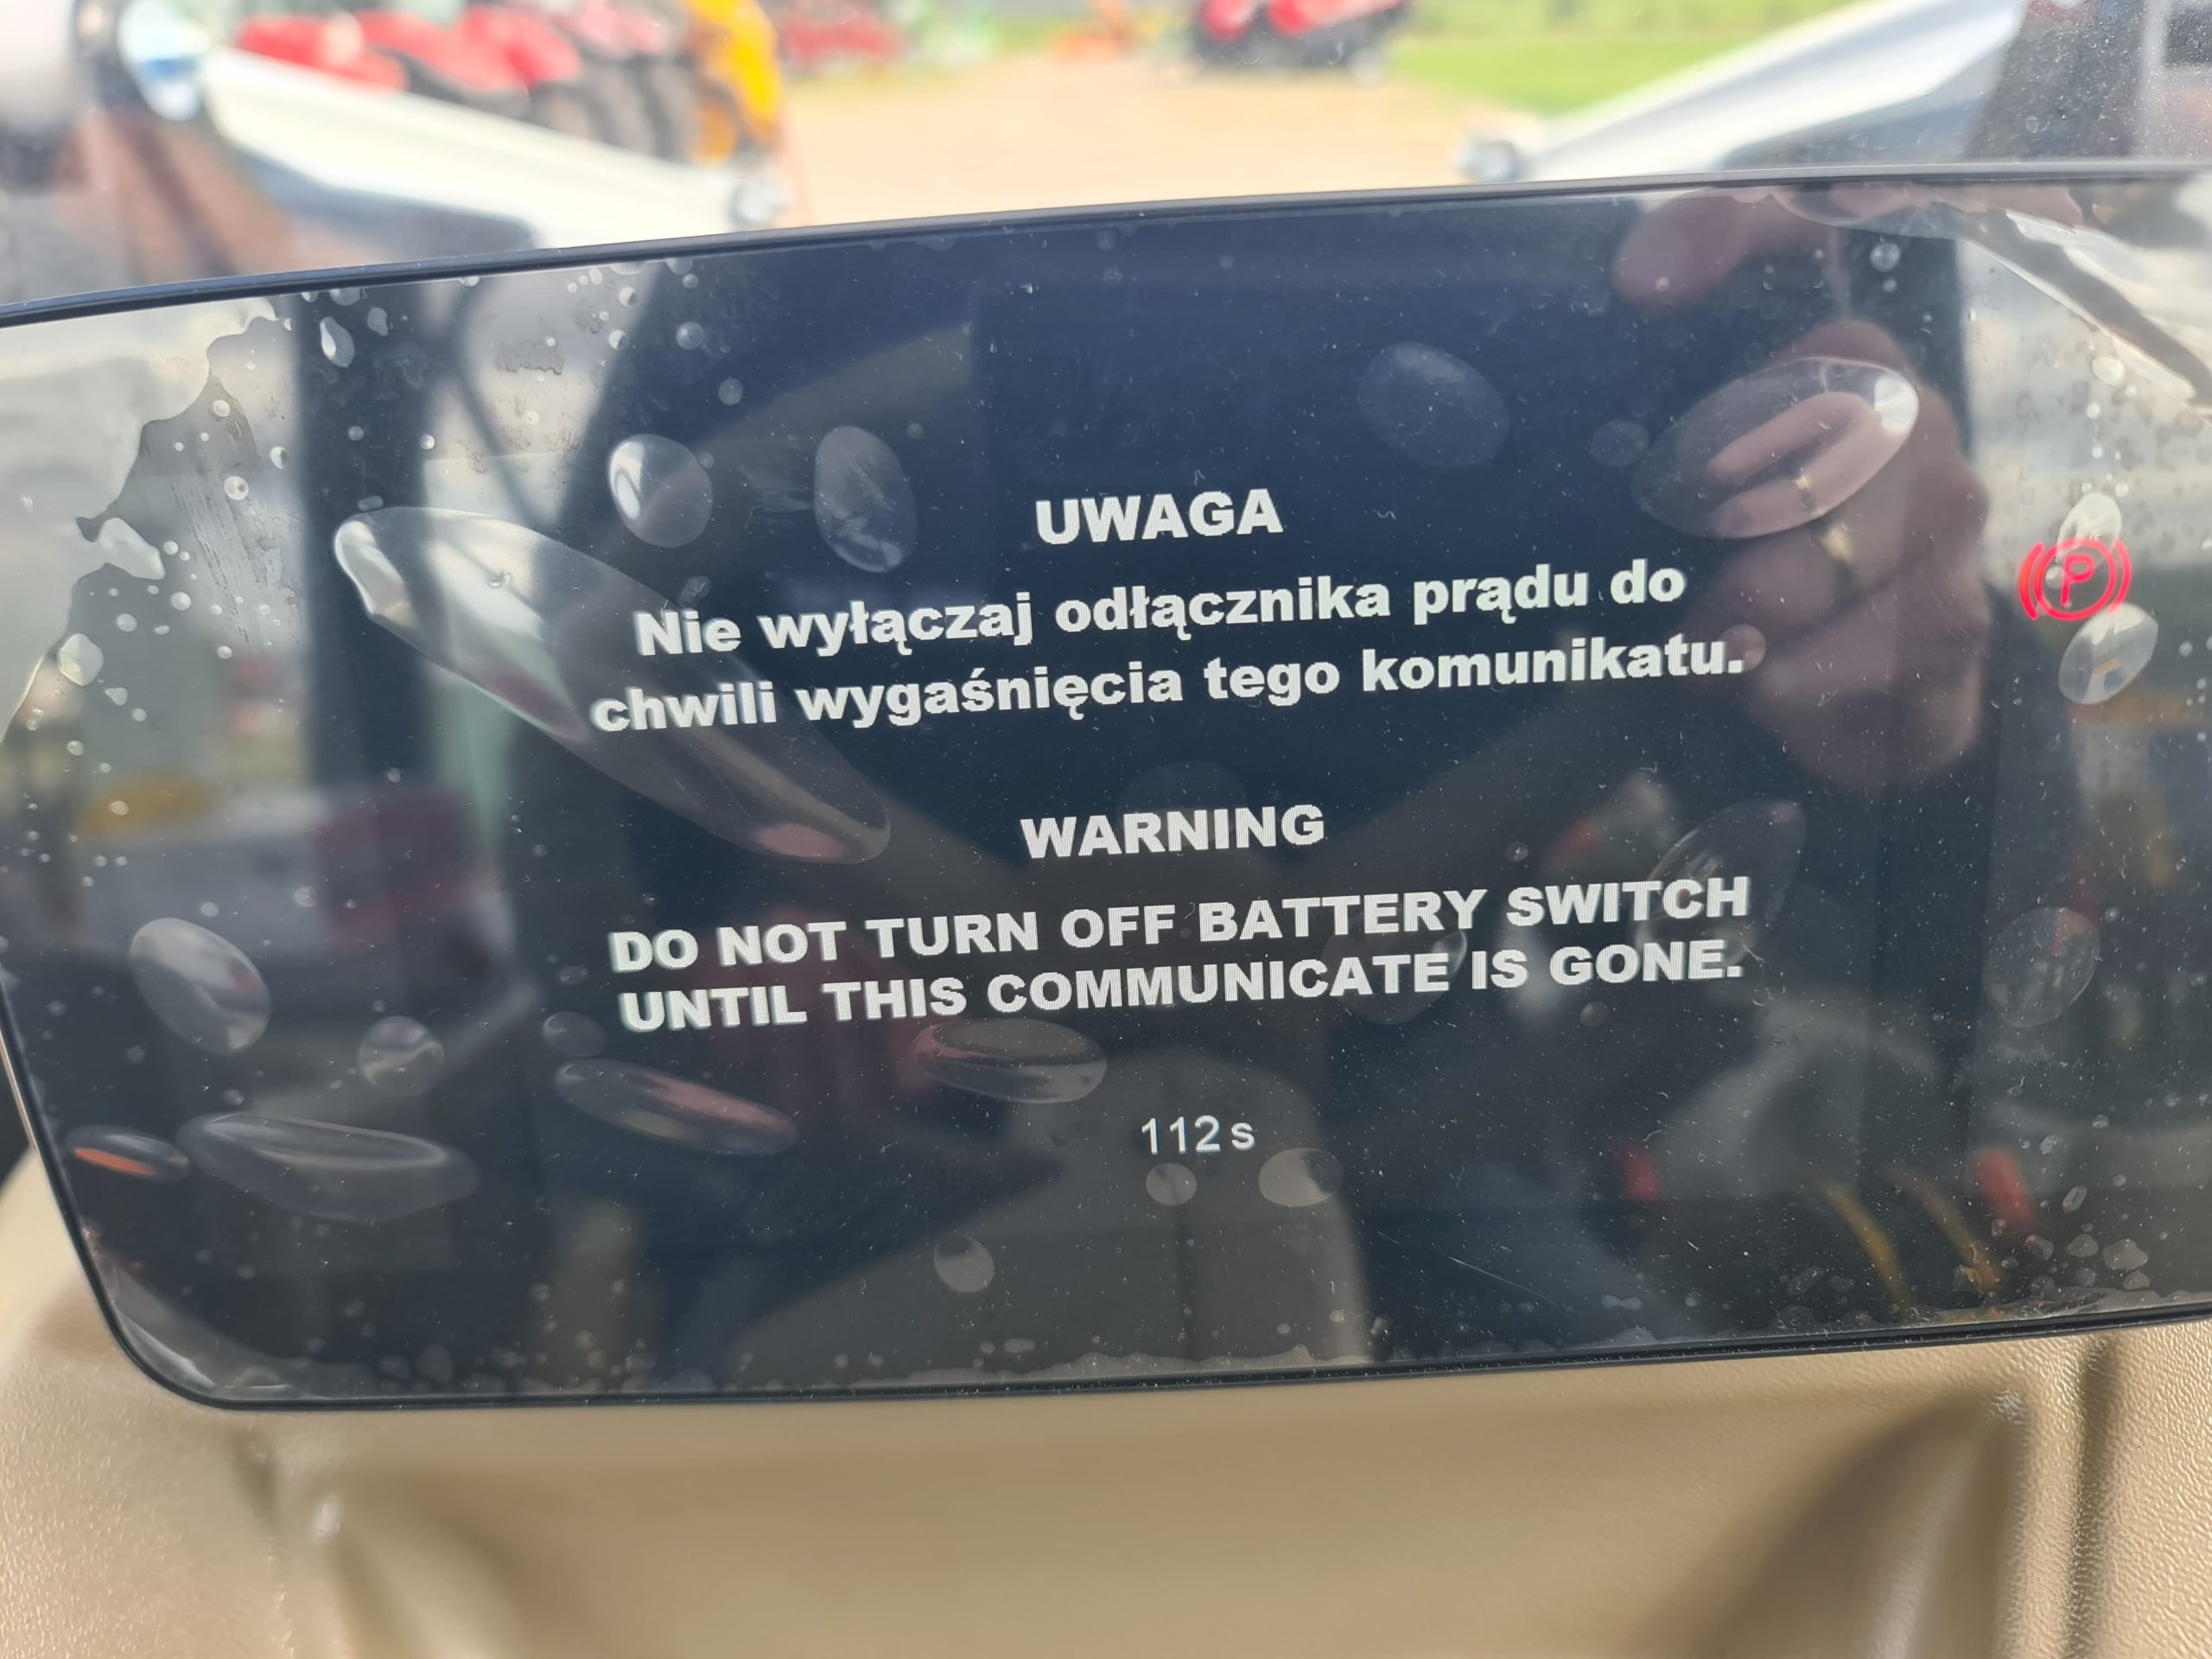 UWAGA
Nie wyłączaj odłącznika prądu do
chwili wygaśnięcia tego komunikatu.
WARNING
DO NOT TURN OFF BATTERY SWITCH
UNTIL THIS COMMUNICATE IS GONE.
112 s
P